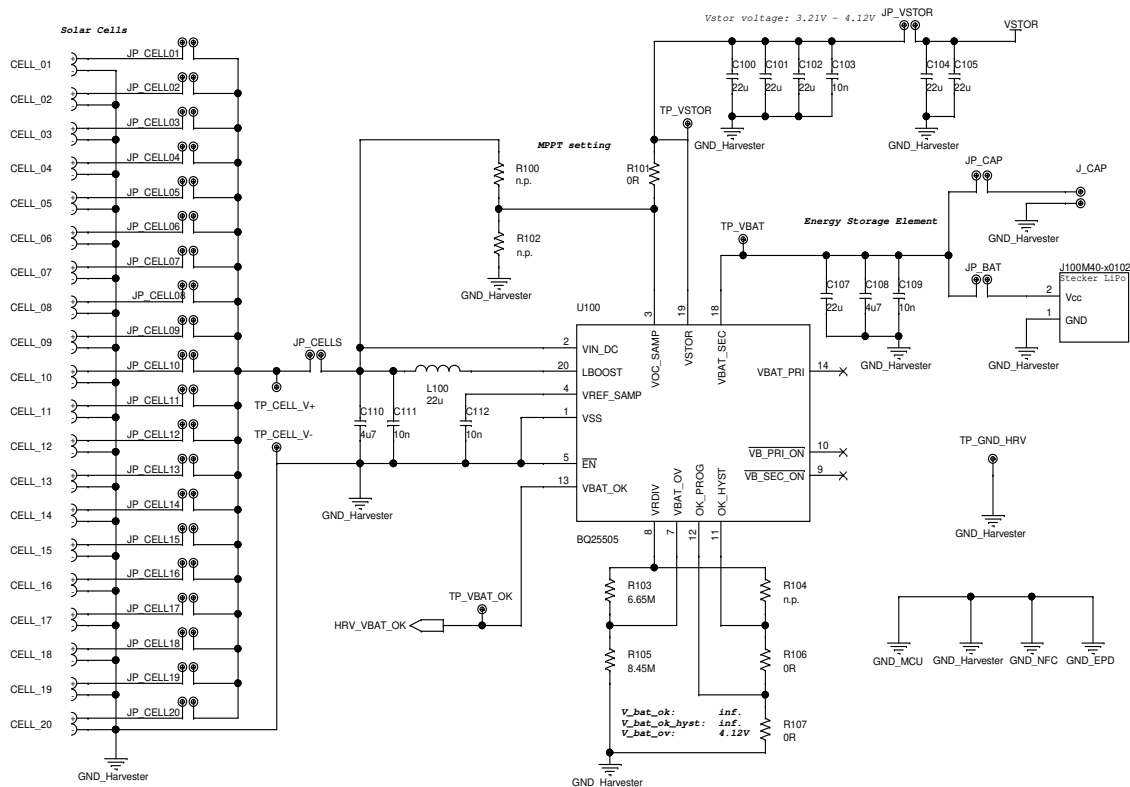 Solar Cells
CELL_01
JP_CELL01
CELL_02
JP_CELL02
CELL_03
JP_CELL03
CELL_04
JP_CELL04
CELL_05
JP_CELL05
CELL_06
JP_CELL06
CELL_07
JP_CELL07
CELL_08
JP_CELL08
CELL_09
JP_CELL09
CELL_10
JP_CELL10
CELL_11
JP_CELL11
CELL_12
JP_CELL12
CELL_13
JP_CELL13
CELL_14
JP_CELL14
CELL_15
JP_CELL15
CELL_16
JP_CELL16
CELL_17
JP_CELL17
CELL_18
JP_CELL18
CELL_19
JP_CELL19
CELL_20
JP_CELL20
GND_Harvester
TP_CELL_V+
TP_CELL_V-
JP_CELLS
C110
4u7
C111
10n
L100
22u
C112
10n
GND_Harvester
MPPT setting
R100
n.p.
R102
n.p.
GND_Harvester
R101
0R
TP_VSTOR
Vstor voltage: 3.21V - 4.12V
JP_VSTOR
VSTOR
C100
22u
C101
22u
C102
22u
C103
10n
GND_Harvester
C104
22u
C105
22u
GND_Harvester
JP_CAP
J_CAP
GND_Harvester
Energy Storage Element
TP_VBAT
C107
22u
C108
4u7
C109
10n
GND_Harvester
JP_BAT
J100M40-x0102
Stecker LiPo
2
Vcc
1
GND
GND_Harvester
U100
BQ25505
3
VOC_SAMP
19
VSTOR
18
VBAT_SEC
2
VIN_DC
20
LBOOST
4
VREF_SAMP
1
VSS
5
EN
13
VBAT_OK
VBAT_PRI
14
VB_PRI_ON
10
VB_SEC_ON
9
VRDIV
8
VBAT_OV
7
OK_PROG
12
OK_HYST
11
TP_VBAT_OK
HRV_VBAT_OK
R103
6.65M
R105
8.45M
R104
n.p.
R106
0R
R107
0R
V_bat_ok: inf.
V_bat_ok_hyst: inf.
V_bat_ov: 4.12V
GND_Harvester
TP_GND_HRV
GND_Harvester
GND_MCU
GND_Harvester
GND_NFC
GND_EPD